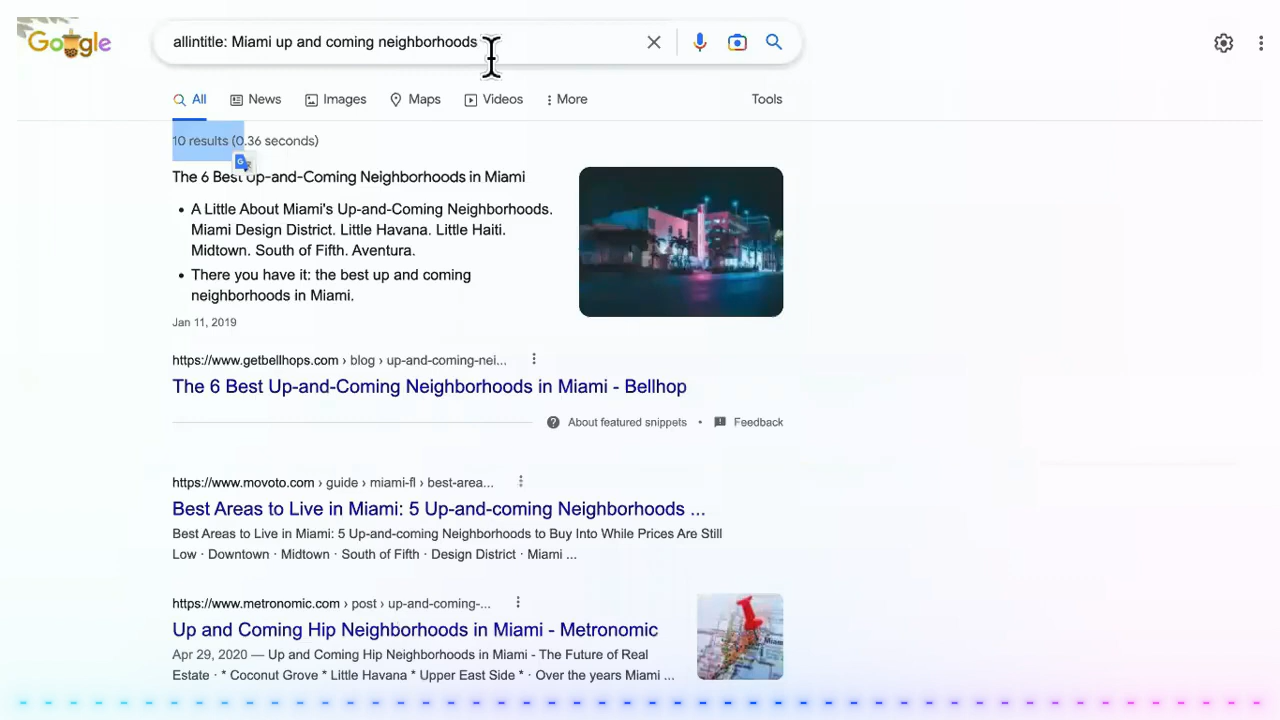 Google
allintitle: Miami up and coming neighborhoods
All News Images Maps Videos More Tools
10 results (0.36 seconds)
The 6 Best Up-and-Coming Neighborhoods in Miami
• A Little About Miami's Up-and-Coming Neighborhoods.
Miami Design District. Little Havana. Little Haiti.
Midtown. South of Fifth. Aventura.
• There you have it: the best up and coming
neighborhoods in Miami.
Jan 11, 2019
https://www.getbellhops.com › blog › up-and-coming-nei...
The 6 Best Up-and-Coming Neighborhoods in Miami - Bellhop
About featured snippets • Feedback
https://www.movoto.com › guide › miami-fl › best-area...
Best Areas to Live in Miami: 5 Up-and-coming Neighborhoods ...
Best Areas to Live in Miami: 5 Up-and-coming Neighborhoods to Buy Into While Prices Are Still
Low · Downtown · Midtown · South of Fifth · Design District · Miami ...
https://www.metronomic.com › post › up-and-coming-...
Up and Coming Hip Neighborhoods in Miami - Metronomic
Apr 29, 2020 — Up and Coming Hip Neighborhoods in Miami - The Future of Real
Estate · * Coconut Grove * Little Havana * Upper East Side * · Over the years Miami ...